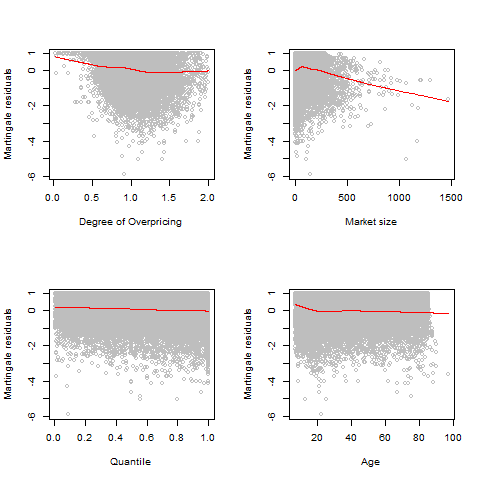 Martingale residuals
1
0
-2
-4
-6
0.0 0.5 1.0 1.5 2.0
Degree of Overpricing
Martingale residuals
1
0
-2
-4
-6
0 500 1000 1500
Market size
Martingale residuals
1
0
-2
-4
-6
0.0 0.2 0.4 0.6 0.8 1.0
Quantile
Martingale residuals
1
0
-2
-4
-6
20 40 60 80 100
Age